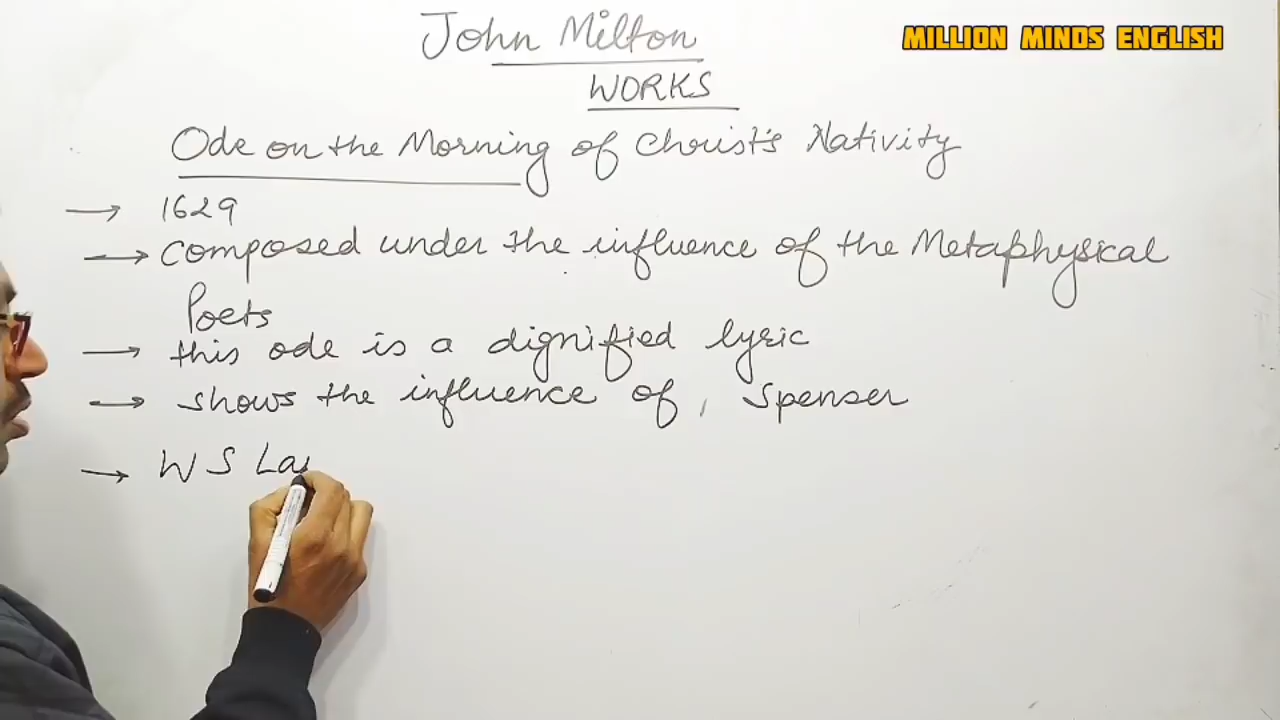 John Milton
MILLION MINDS ENGLISH
WORKS
Ode on the Morning of Christ's Nativity
→ 1629
→ composed under the influence of the Metaphysical
Poets
→ this ode is a dignified lyric
→ shows the influence of, Spenser
→ W S La